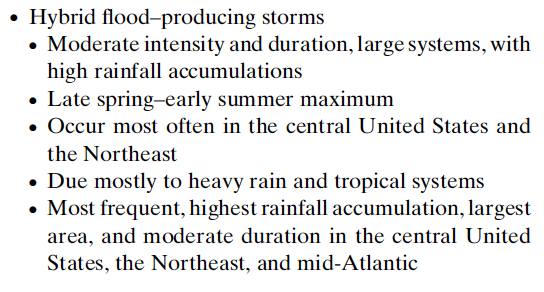 • Hybrid flood–producing storms
• Moderate intensity and duration, large systems, with
high rainfall accumulations
• Late spring–early summer maximum
• Occur most often in the central United States and
the Northeast
• Due mostly to heavy rain and tropical systems
• Most frequent, highest rainfall accumulation, largest
area, and moderate duration in the central United
States, the Northeast, and mid-Atlantic